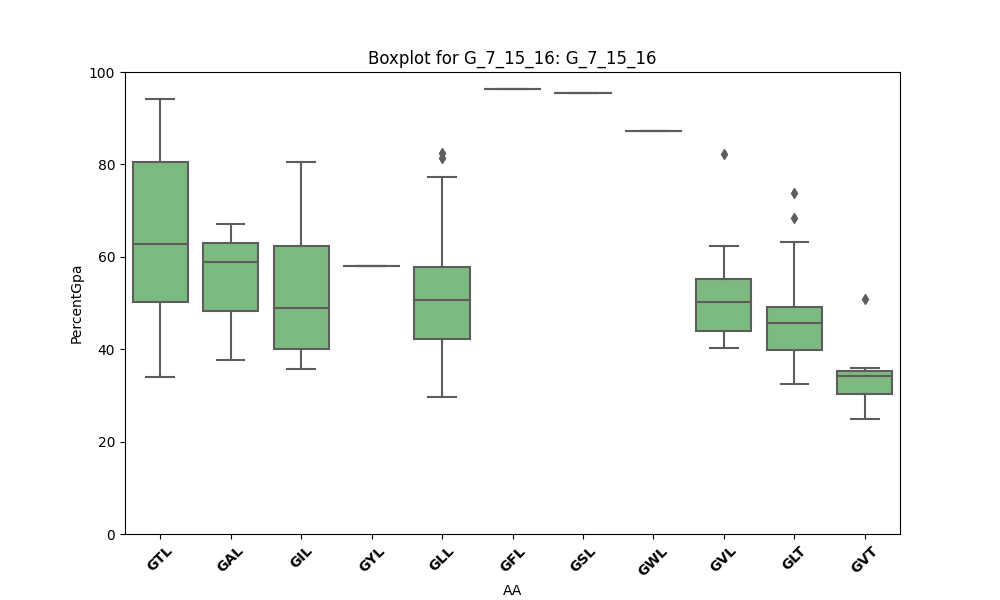 Boxplot for G_7_15_16: G_7_15_16
100
80
60
40
20
0
PercentGpa
GTL
GAL
GIL
GYL
GLL
GFL
GSL
GWL
GVL
GLT
GVT
AA